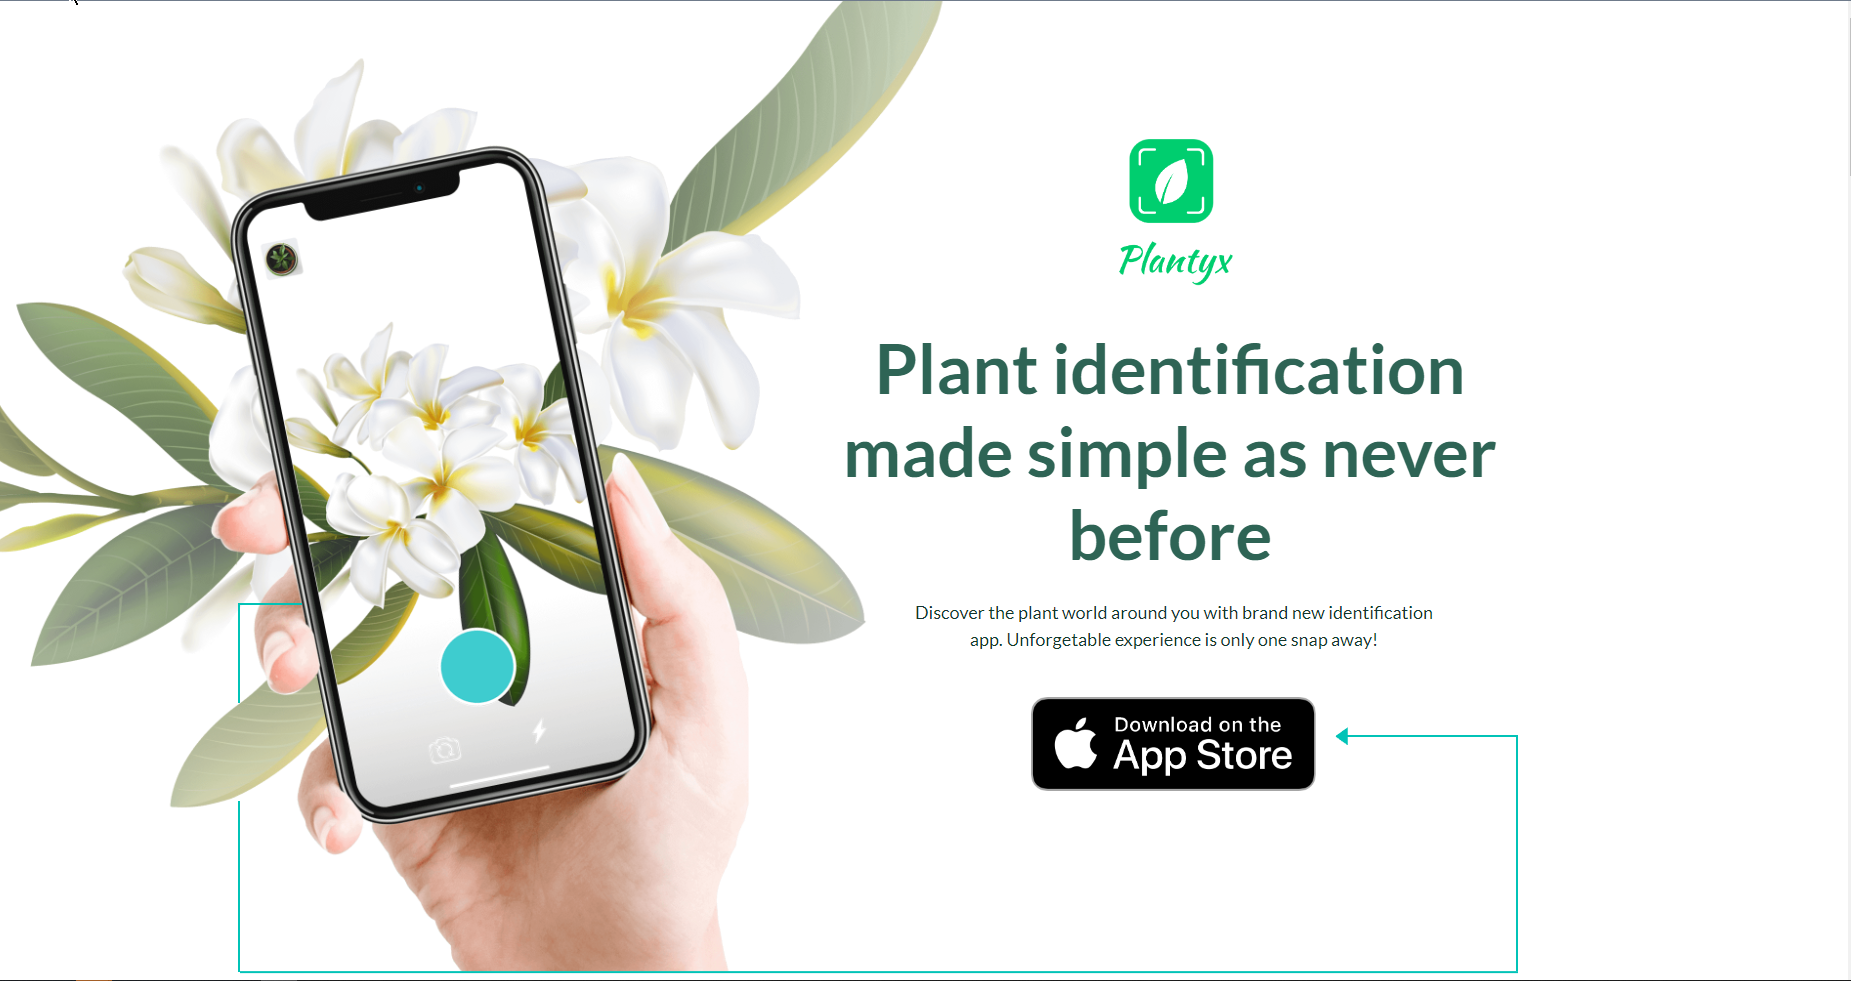 Plantyx
Plant identification
made simple as never
before
Discover the plant world around you with brand new identification
app. Unforgetable experience is only one snap away!
Download on the
App Store